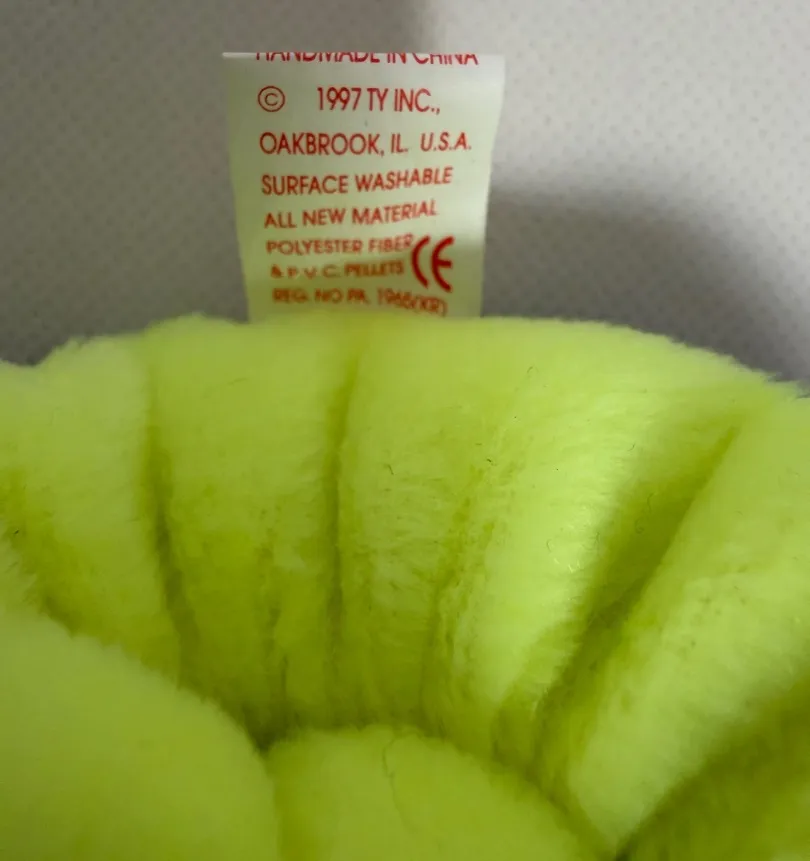 HANDMADE IN CHINA
© 1997 TY INC.,
OAKBROOK, IL. U.S.A.
SURFACE WASHABLE
ALL NEW MATERIAL
POLYESTER FIBER
& P.V.C. PELLETS CE
REG. NO PA. 1965(KR)